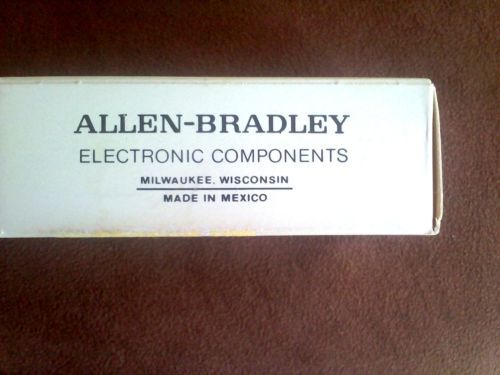 ALLEN-BRADLEY
ELECTRONIC COMPONENTS
MILWAUKEE, WISCONSIN
MADE IN MEXICO